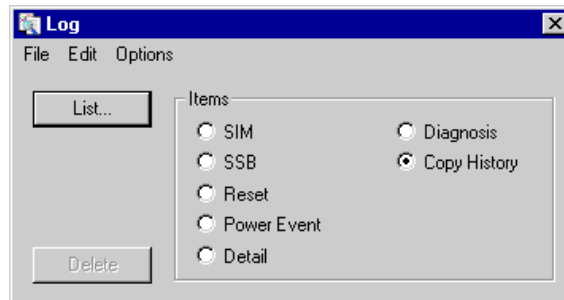 Log
File Edit Options
List...
Items
SIM
Diagnosis
SSB
Copy History
Reset
Power Event
Detail
Delete